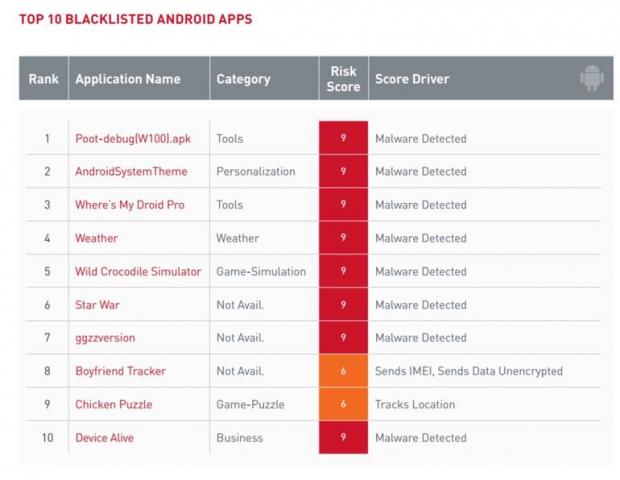 TOP 10 BLACKLISTED ANDROID APPS
Rank Application Name Category Risk Score Score Driver
1 Poot-debug(W100).apk Tools 9 Malware Detected
2 AndroidSystemTheme Personalization 9 Malware Detected
3 Where's My Droid Pro Tools 9 Malware Detected
4 Weather Weather 9 Malware Detected
5 Wild Crocodile Simulator Game-Simulation 9 Malware Detected
6 Star War Not Avail. 9 Malware Detected
7 ggzzversion Not Avail. 9 Malware Detected
8 Boyfriend Tracker Not Avail. 6 Sends IMEI, Sends Data Unencrypted
9 Chicken Puzzle Game-Puzzle 6 Tracks Location
10 Device Alive Business 9 Malware Detected